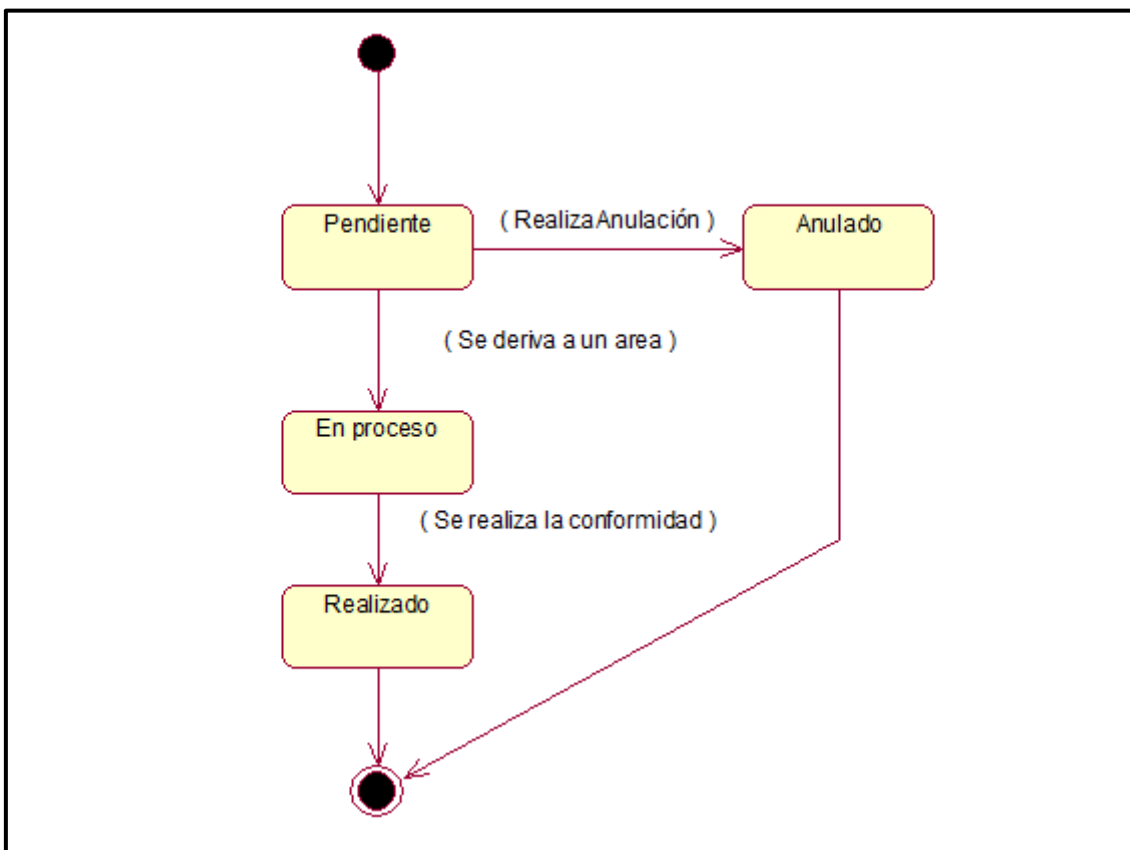 Pendiente
( Realiza Anulación )
Anulado
( Se deriva a un area )
En proceso
( Se realiza la conformidad )
Realizado